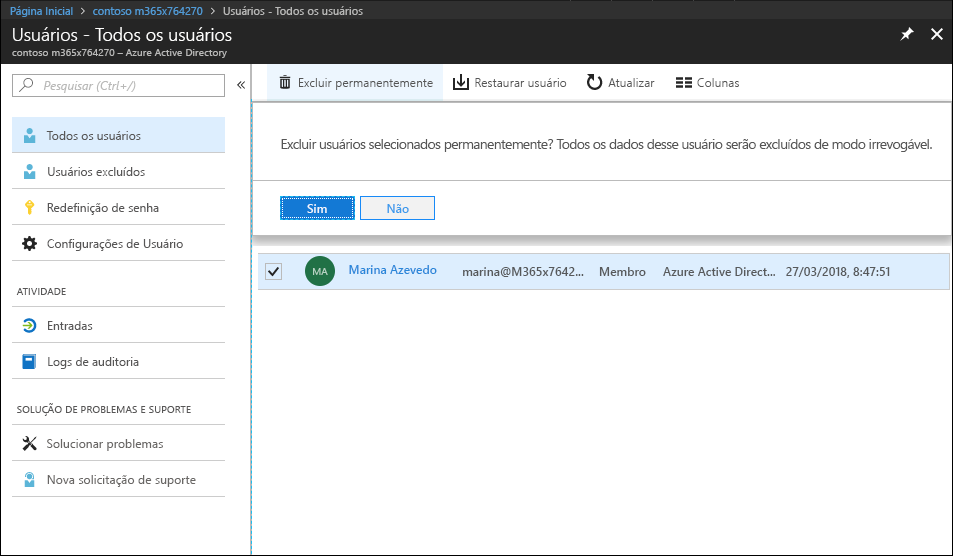 Página Inicial > contoso m365x764270 > Usuários - Todos os usuários
Usuários - Todos os usuários
contoso m365x764270 – Azure Active Directory
Pesquisar (Ctrl+/)
«
Todos os usuários
Usuários excluídos
Redefinição de senha
Configurações de Usuário
ATIVIDADE
Entradas
Logs de auditoria
SOLUÇÃO DE PROBLEMAS E SUPORTE
Solucionar problemas
Nova solicitação de suporte
Excluir permanentemente Restaurar usuário Atualizar Colunas
Excluir usuários selecionados permanentemente? Todos os dados desse usuário serão excluídos de modo irrevogável.
Sim Não
MA Marina Azevedo marina@M365x7642... Membro Azure Active Direct... 27/03/2018, 8:47:51